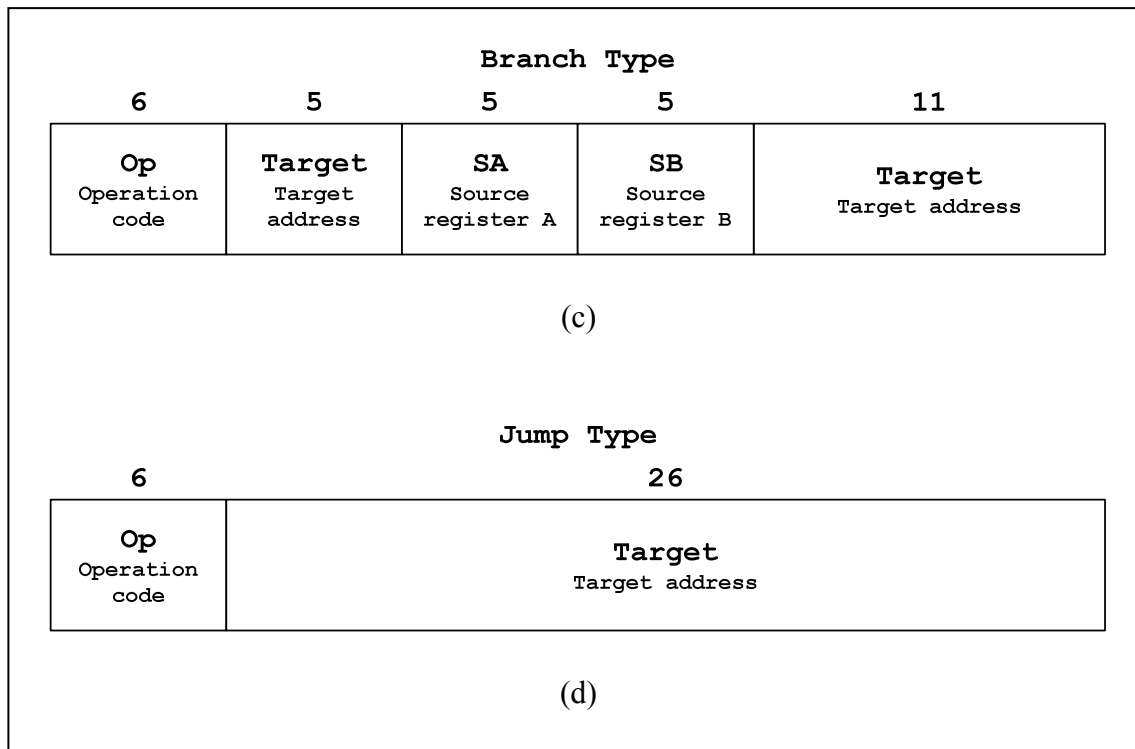 Branch Type
6 5 5 5 11
Op Target SA SB Target
Operation code Target address Source register A Source register B Target address
(c)
Jump Type
6 26
Op Target
Operation code Target address
(d)